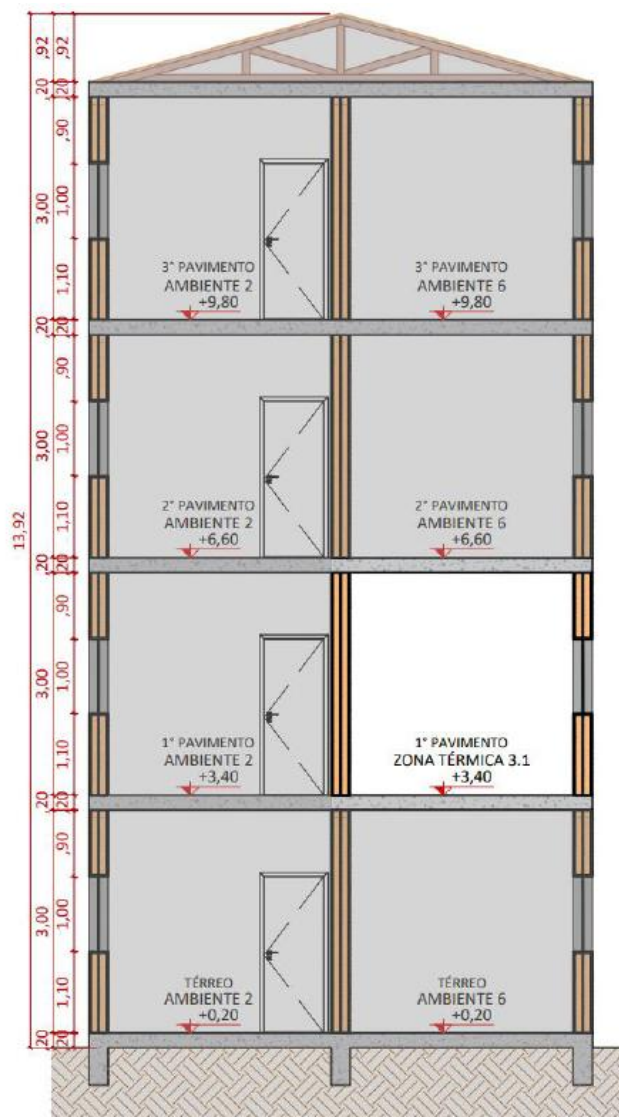 ,92
,92
,20
,20
,90
3,00
1,00
1,10
3° PAVIMENTO
AMBIENTE 2
+9,80
3° PAVIMENTO
AMBIENTE 6
+9,80
,20
,20
,90
3,00
1,00
1,10
2° PAVIMENTO
AMBIENTE 2
+6,60
2° PAVIMENTO
AMBIENTE 6
+6,60
13,92
,20
,20
,90
3,00
1,00
1,10
1° PAVIMENTO
AMBIENTE 2
+3,40
1° PAVIMENTO
ZONA TÉRMICA 3.1
+3,40
,20
,20
,90
3,00
1,00
1,10
TÉRREO
AMBIENTE 2
+0,20
TÉRREO
AMBIENTE 6
+0,20
,20
,20